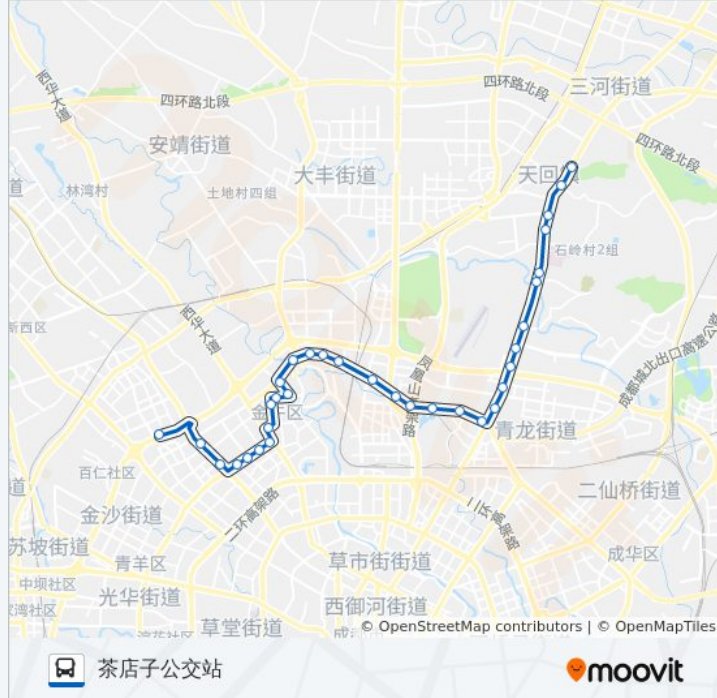 西华大道
四环路北段
四环路北段
三河街道
安靖街道
四环路北段
大丰街道
天回镇
林湾村
土地村四组
石岭村2组
西华大道
新西区
凤凰山高架路
成都城北出口高速公路
金牛区
青龙街道
百仁社区
道
金沙街道
二环高架路
二环高架路
二仙桥街道
苏坡街道
青羊区
草市街街道
成华区
中坝社区
光华街道
西御河街道
草堂街道
© OpenStreetMap contributors | © OpenMapTiles
茶店子公交站
moovit